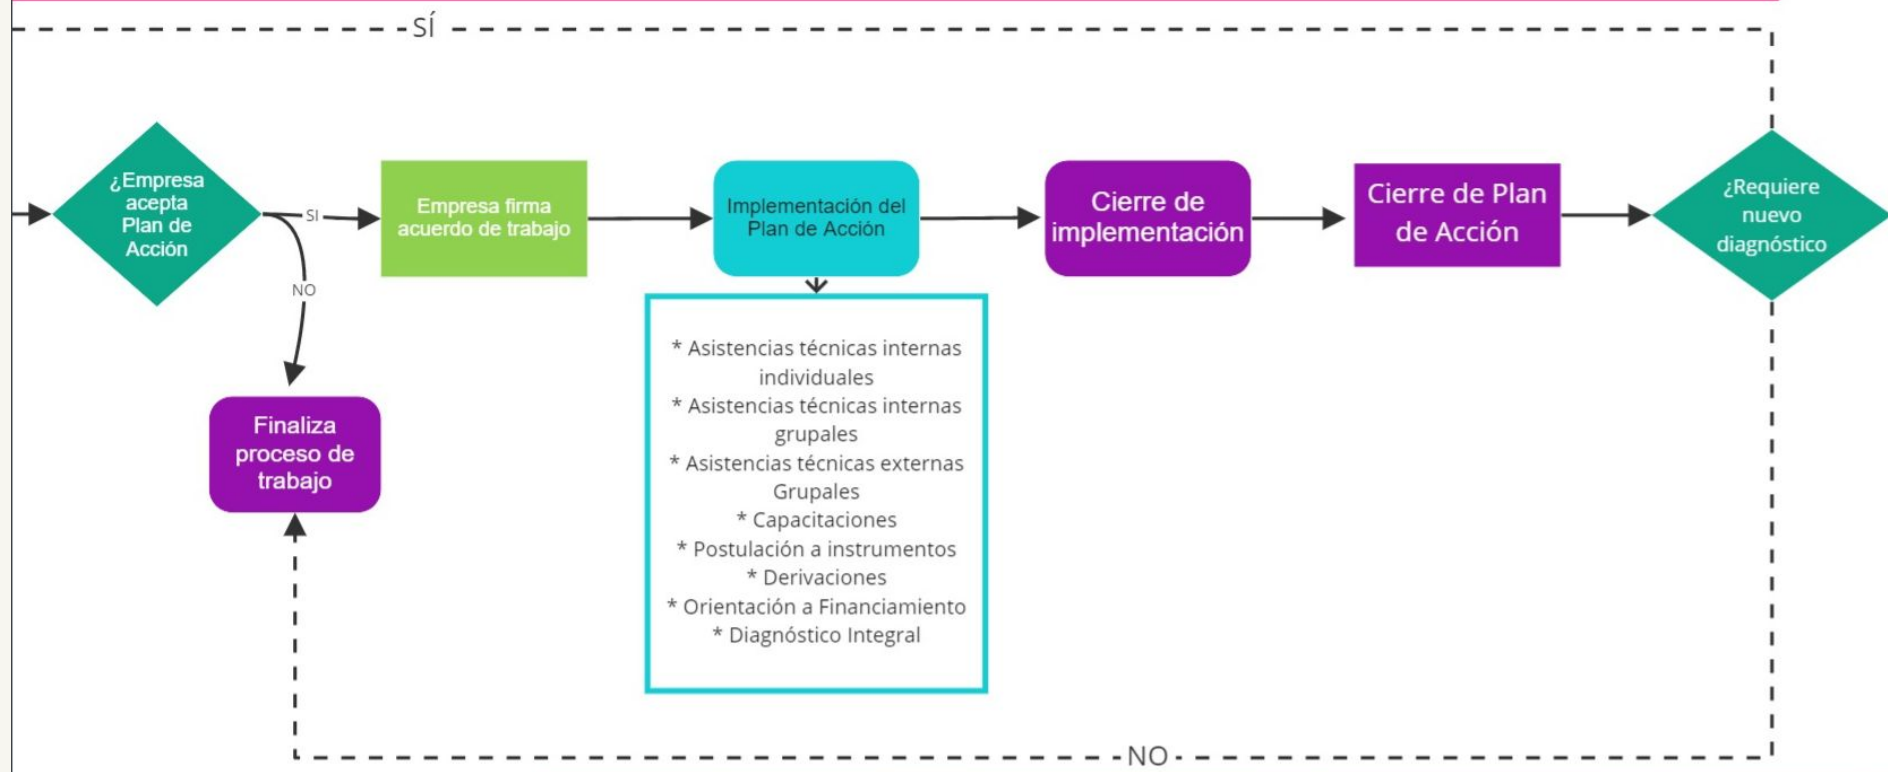 SÍ
¿Empresa
acepta
Plan de
Acción
SI
NO
Empresa firma
acuerdo de trabajo
Implementación del
Plan de Acción
Cierre de
implementación
Cierre de Plan
de Acción
¿Requiere
nuevo
diagnóstico
* Asistencias técnicas internas
individuales
* Asistencias técnicas internas
grupales
* Asistencias técnicas externas
Grupales
* Capacitaciones
* Postulación a instrumentos
* Derivaciones
* Orientación a Financiamiento
* Diagnóstico Integral
Finaliza
proceso de
trabajo
NO